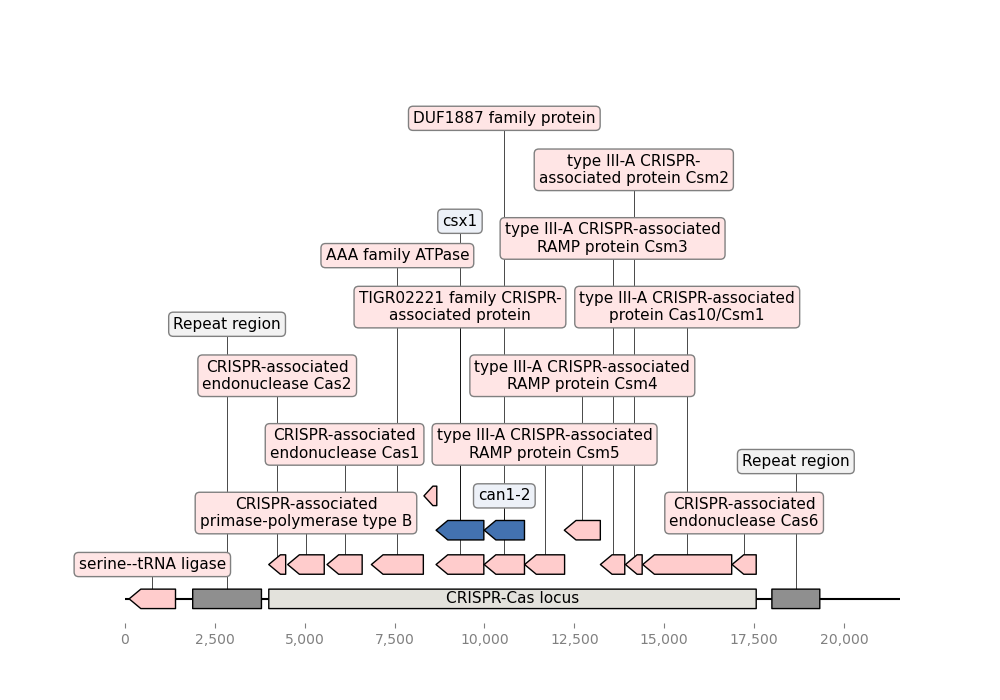 DUF1887 family protein
type III-A CRISPR-
associated protein Csm2
csx1
type III-A CRISPR-associated
RAMP protein Csm3
AAA family ATPase
TIGR02221 family CRISPR-
associated protein
type III-A CRISPR-associated
protein Cas10/Csm1
Repeat region
CRISPR-associated
endonuclease Cas2
type III-A CRISPR-associated
RAMP protein Csm4
CRISPR-associated
endonuclease Cas1
type III-A CRISPR-associated
RAMP protein Csm5
Repeat region
can1-2
CRISPR-associated
primase-polymerase type B
CRISPR-associated
endonuclease Cas6
serine--tRNA ligase
CRISPR-Cas locus
0
2,500
5,000
7,500
10,000
12,500
15,000
17,500
20,000